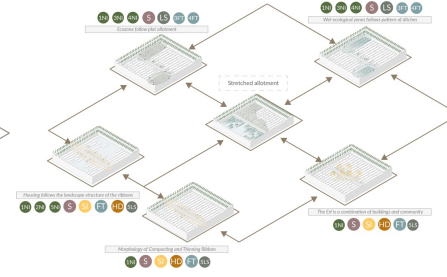 1NI 3NI 4NI S LS 3FT 4FT
Ecozone follow plot allotment
1NI 3NI 4NI S LS 3FT 4FT
Wet ecological zones follows pattern of ditches
Stretched allotment
Housing follows the landscape structure of the ribbons
1NI 2NI 5NI S SI FT HD SLS
The Erf is a combination of buildings and community
1NI S SI HD FT SLS
Morphology of Compacting and Thinning Ribbon
1NI S SI HD FT SLS